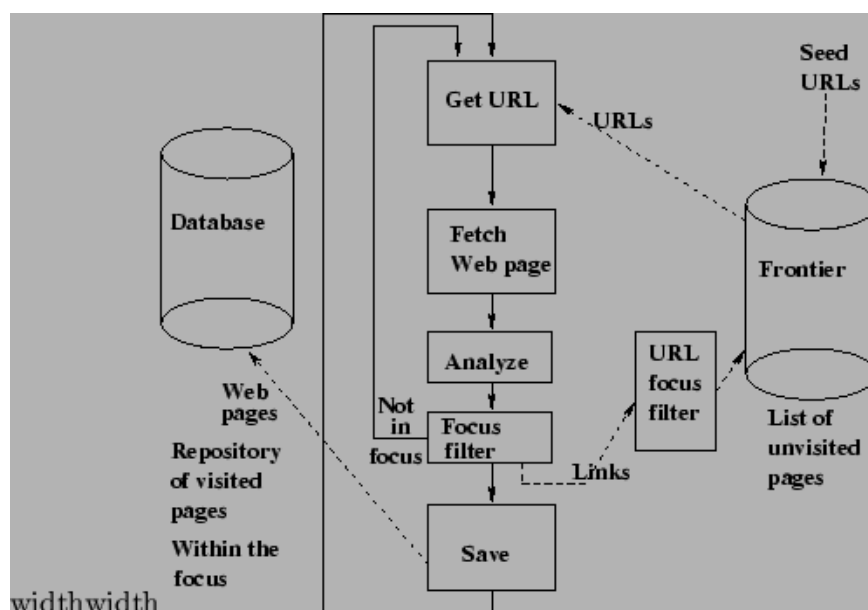 Seed
URLs
Get URL
URLs
Database
Fetch
Web page
Frontier
Analyze
URL
focus
filter
Web
pages
Not
in
focus
Focus
filter
Links
List of
unvisited
pages
Repository
of visited
pages
Within the
focus
Save
widthwidth